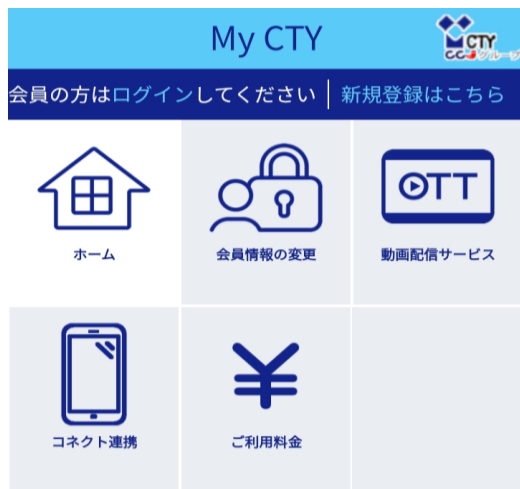 My CTY
CTY
CCJグループ
会員の方はログインしてください │ 新規登録はこちら
ホーム
会員情報の変更
OTT
動画配信サービス
コネクト連携
¥
ご利用料金